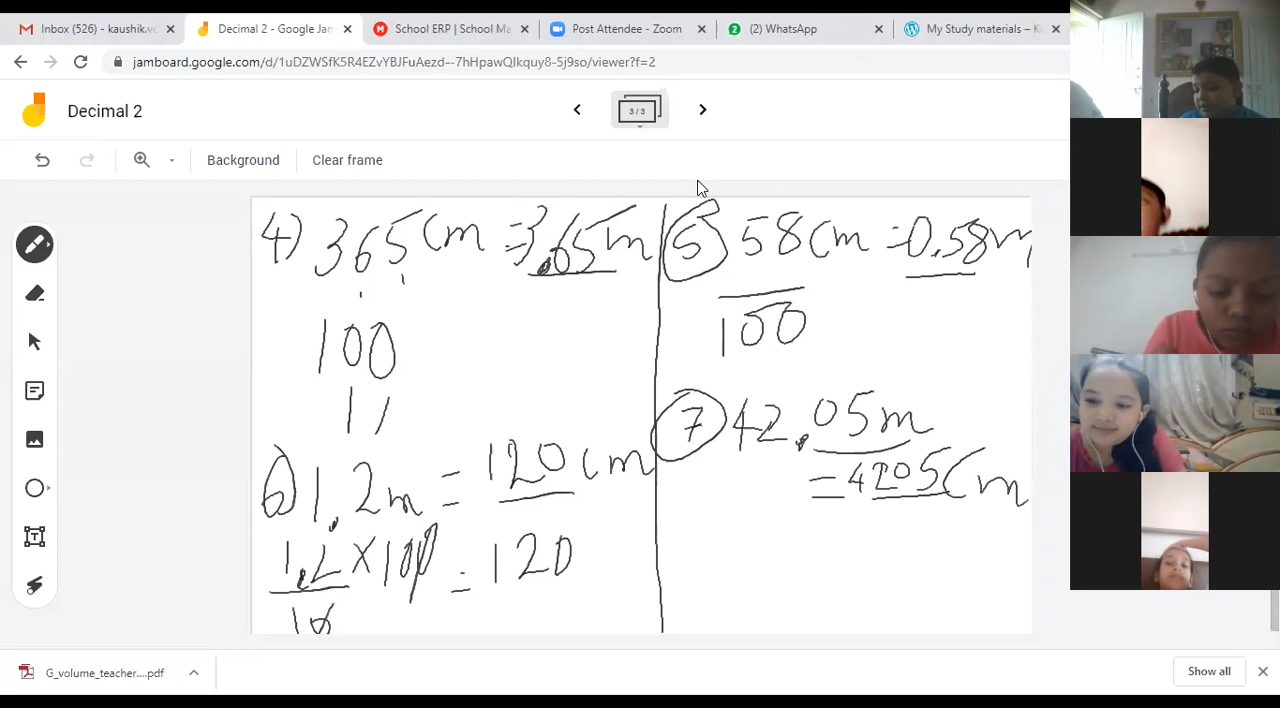 Inbox (526) - kaushik.vc
Decimal 2 - Google Jam
School ERP | School Ma
Post Attendee - Zoom
(2) WhatsApp
My Study materials –
jamboard.google.com/d/1uDZWSfK5R4EZvYBJFuAezd--7hHpawQlkquy8-5j9so/viewer?f=2
Decimal 2
3 / 3
Background
Clear frame
4) 365 Cm = 3.65 m
100
6) 1.2 m = 120 cm
1.2 × 100 = 120
10
5 58 Cm = 0.58 m
100
7 42.05 m
= 4205 Cm
G_volume_teacher....pdf
Show all